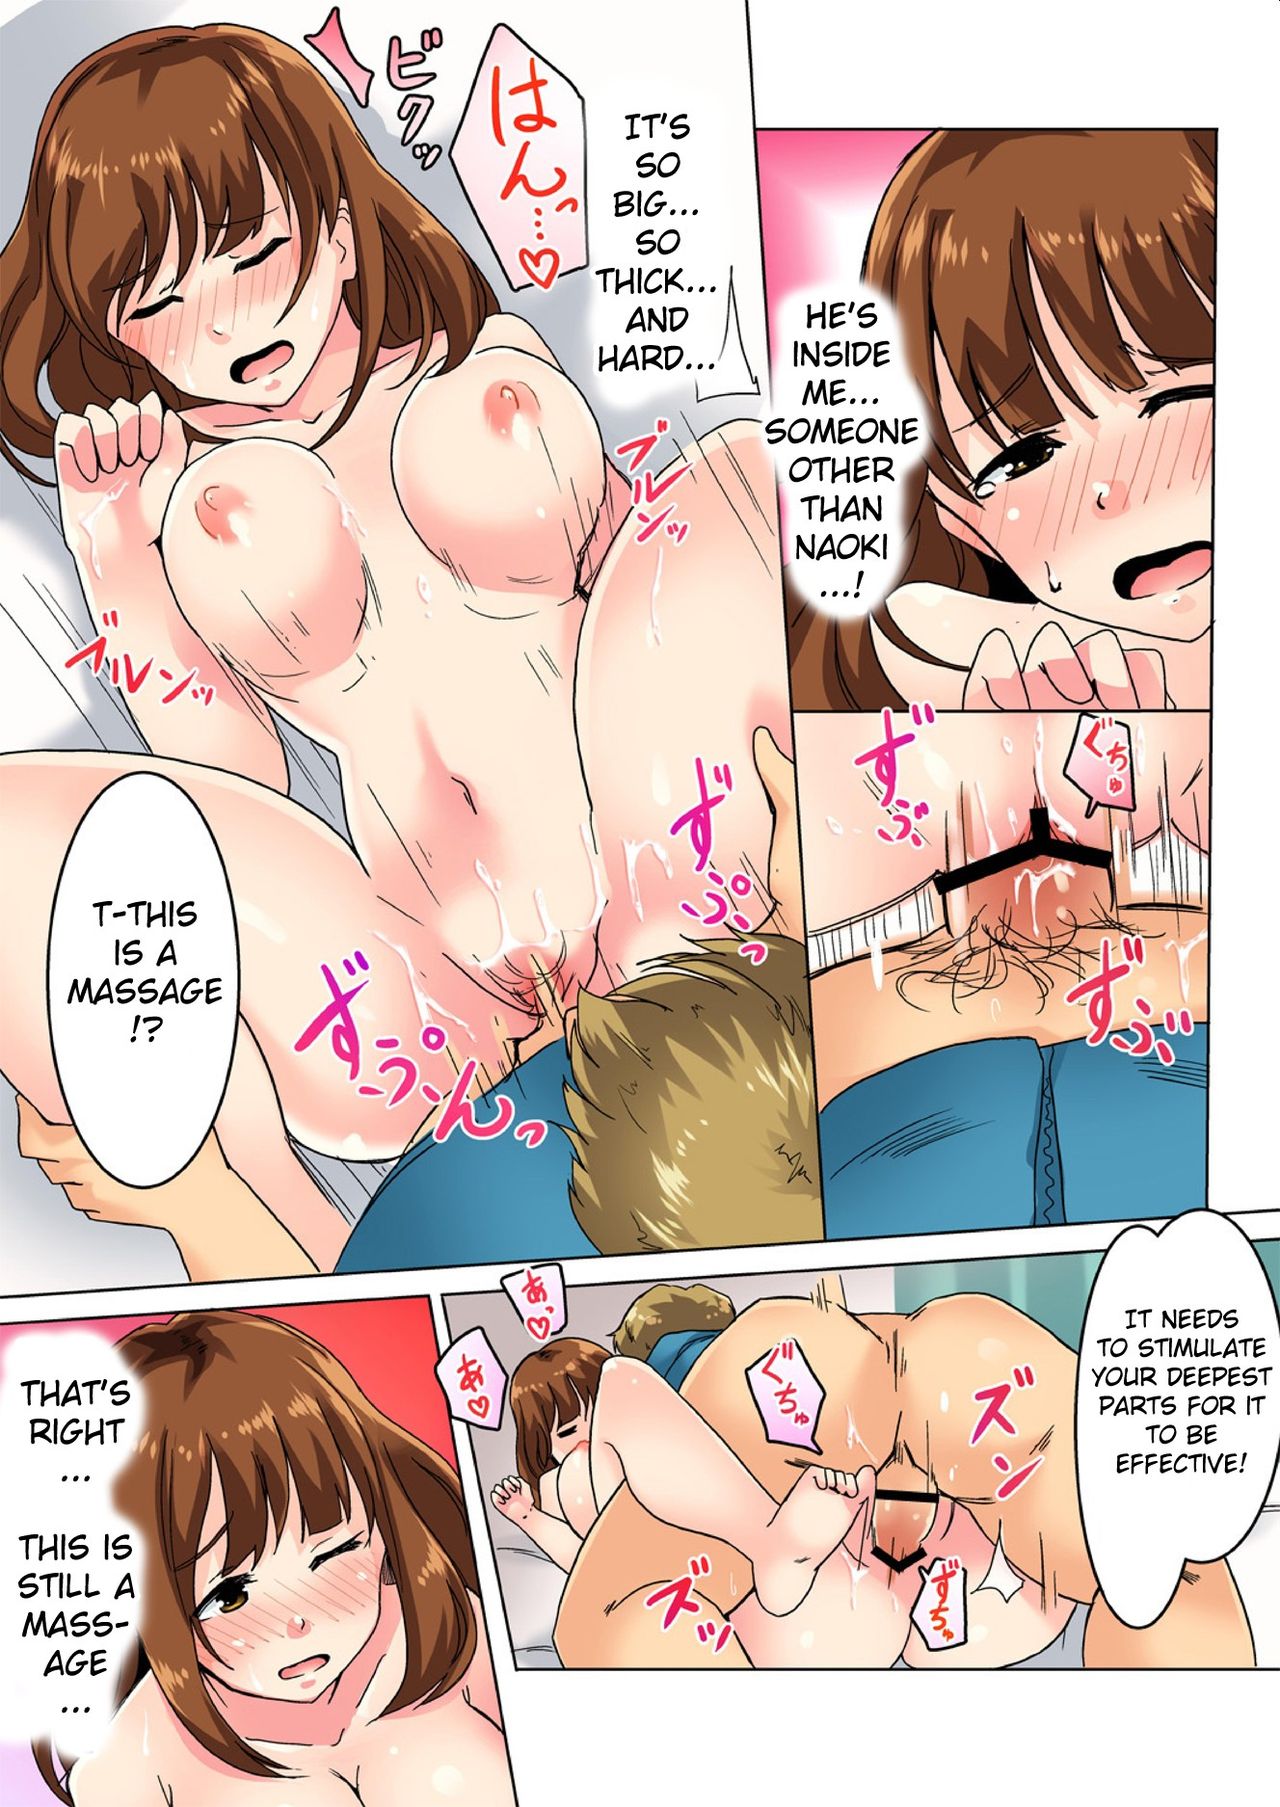 HE'S
INSIDE
ME...
SOMEONE
OTHER
THAN
NAOKI
...!
IT'S
SO
BIG...
SO
THICK...
AND
HARD...
はんっ…♡
ビクッ
ブルンッ
ブルンッ
ずぶ
ぐちゅ
ずぶ
ずぷっ
ずぷんっ
T-THIS
IS A
MASSAGE
!?
IT NEEDS
TO STIMULATE
YOUR DEEPEST
PARTS FOR IT
TO BE
EFFECTIVE!
あっ♡
あ♡
ぐちゅ
ズン
ズッ
ずちゅ
THAT'S
RIGHT
...
THIS IS
STILL A
MASS-
AGE
...